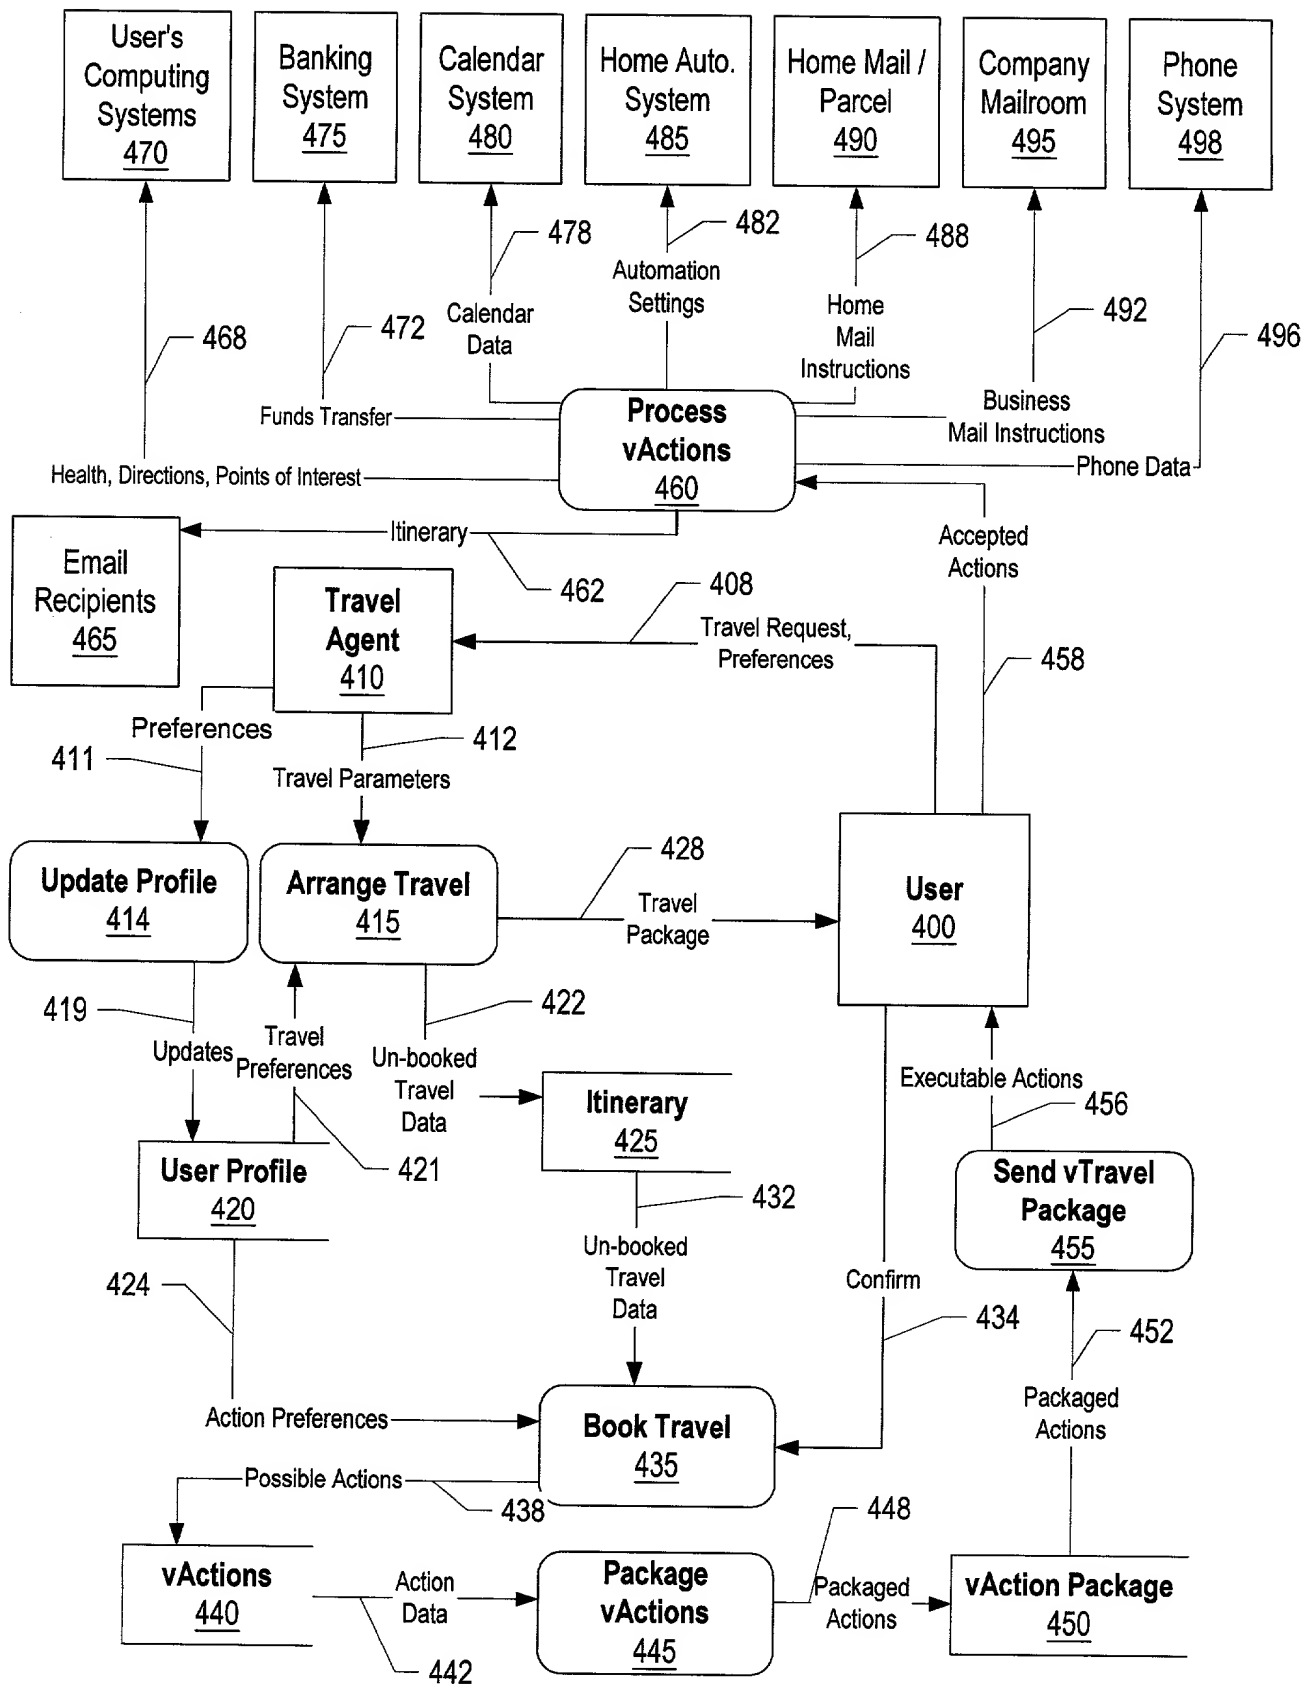 User's
Computing
Systems
470
Banking
System
475
Calendar
System
480
Home Auto.
System
485
Home Mail /
Parcel
490
Company
Mailroom
495
Phone
System
498
468
472
478
482
488
492
496
Calendar
Data
Automation
Settings
Home
Mail
Instructions
Funds Transfer
Business
Mail Instructions
Health, Directions, Points of Interest
Phone Data
Process
vActions
460
Itinerary
462
Email
Recipients
465
Accepted
Actions
458
Travel
Agent
410
408
Travel Request,
Preferences
Preferences
411
412
Travel Parameters
Update Profile
414
Arrange Travel
415
428
Travel
Package
User
400
419
Updates
Travel
Preferences
421
422
Un-booked
Travel
Data
Itinerary
425
Executable Actions
456
User Profile
420
432
Un-booked
Travel
Data
Send vTravel
Package
455
424
Confirm
434
452
Packaged
Actions
Action Preferences
Book Travel
435
Possible Actions
438
448
vActions
440
Action
Data
442
Package
vActions
445
Packaged
Actions
vAction Package
450